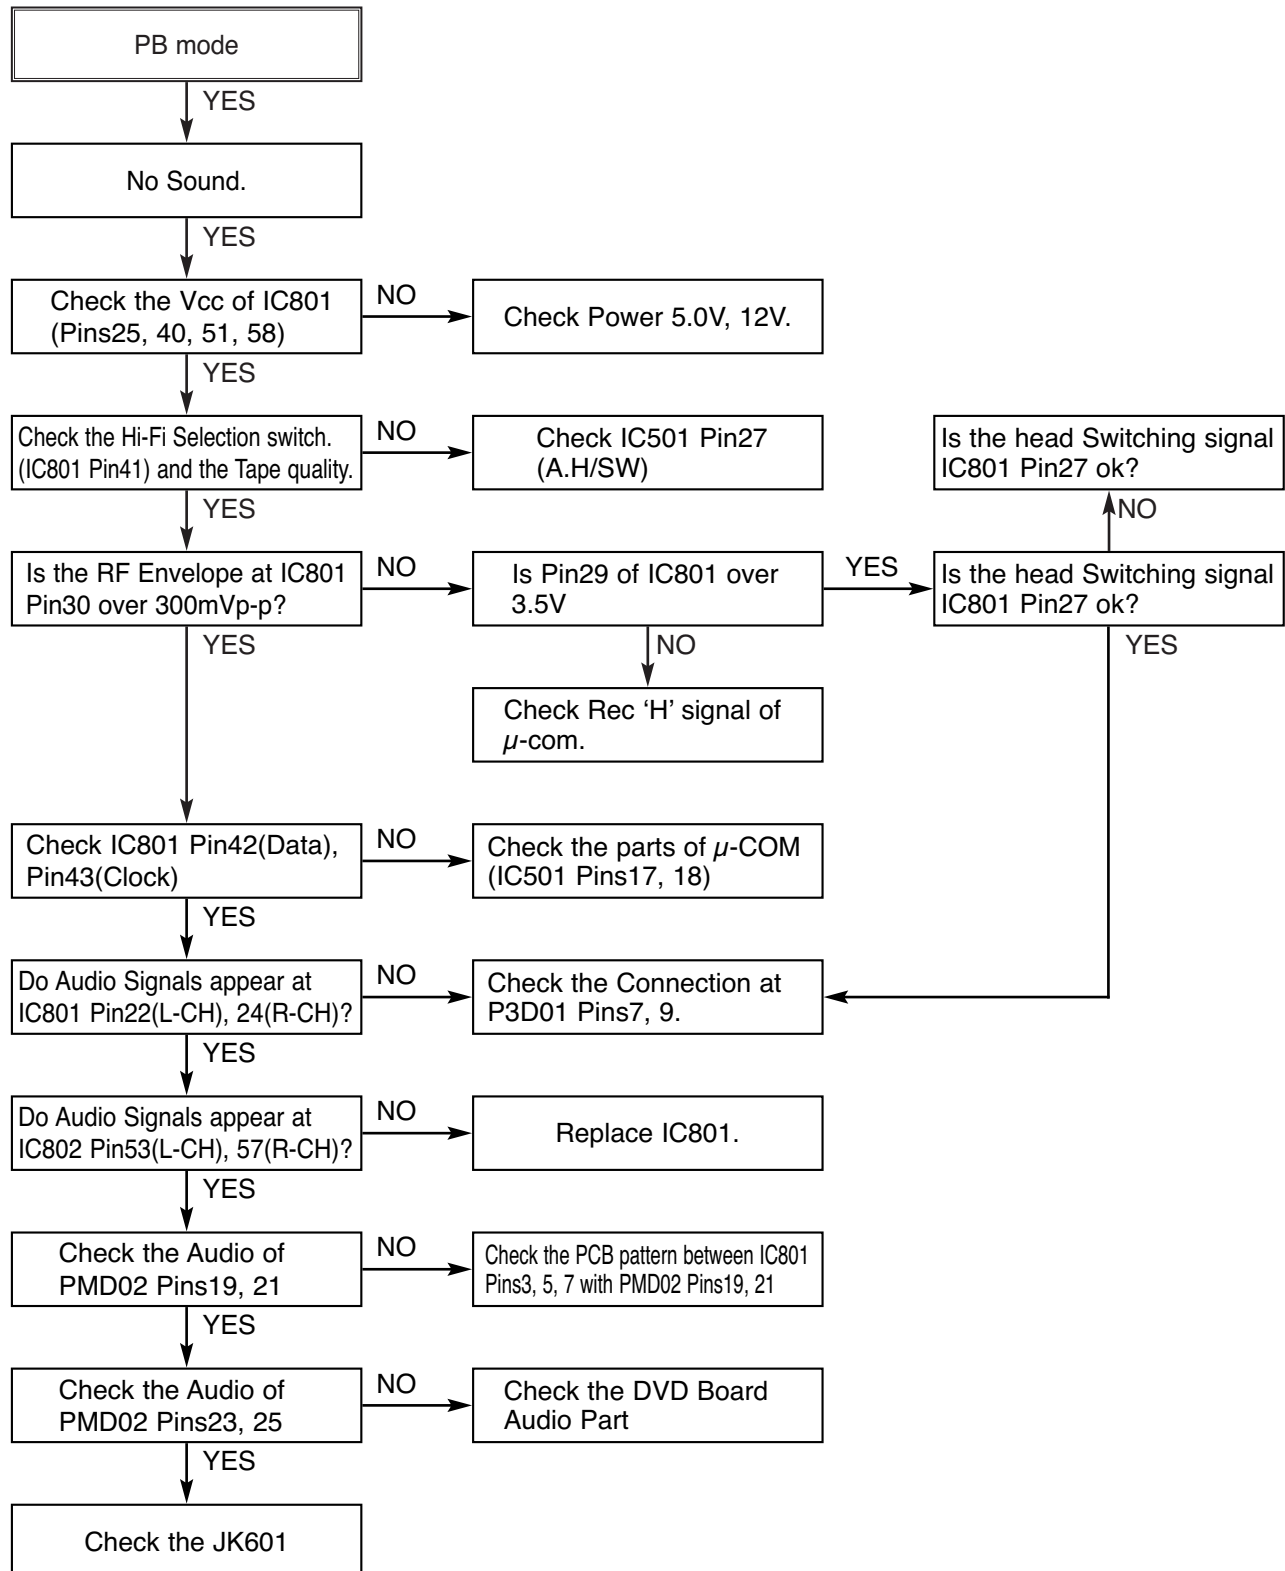 PB mode
YES
No Sound.
YES
Check the Vcc of IC801
(Pins25, 40, 51, 58)
NO
Check Power 5.0V, 12V.
YES
Check the Hi-Fi Selection switch.
(IC801 Pin41) and the Tape quality.
NO
Check IC501 Pin27
(A.H/SW)
Is the head Switching signal
IC801 Pin27 ok?
YES
NO
Is the RF Envelope at IC801
Pin30 over 300mVp-p?
NO
Is Pin29 of IC801 over
3.5V
YES
Is the head Switching signal
IC801 Pin27 ok?
YES
NO
YES
Check Rec ‘H’ signal of
µ-com.
Check IC801 Pin42(Data),
Pin43(Clock)
NO
Check the parts of µ-COM
(IC501 Pins17, 18)
YES
Do Audio Signals appear at
IC801 Pin22(L-CH), 24(R-CH)?
NO
Check the Connection at
P3D01 Pins7, 9.
YES
Do Audio Signals appear at
IC802 Pin53(L-CH), 57(R-CH)?
NO
Replace IC801.
YES
Check the Audio of
PMD02 Pins19, 21
NO
Check the PCB pattern between IC801
Pins3, 5, 7 with PMD02 Pins19, 21
YES
Check the Audio of
PMD02 Pins23, 25
NO
Check the DVD Board
Audio Part
YES
Check the JK601